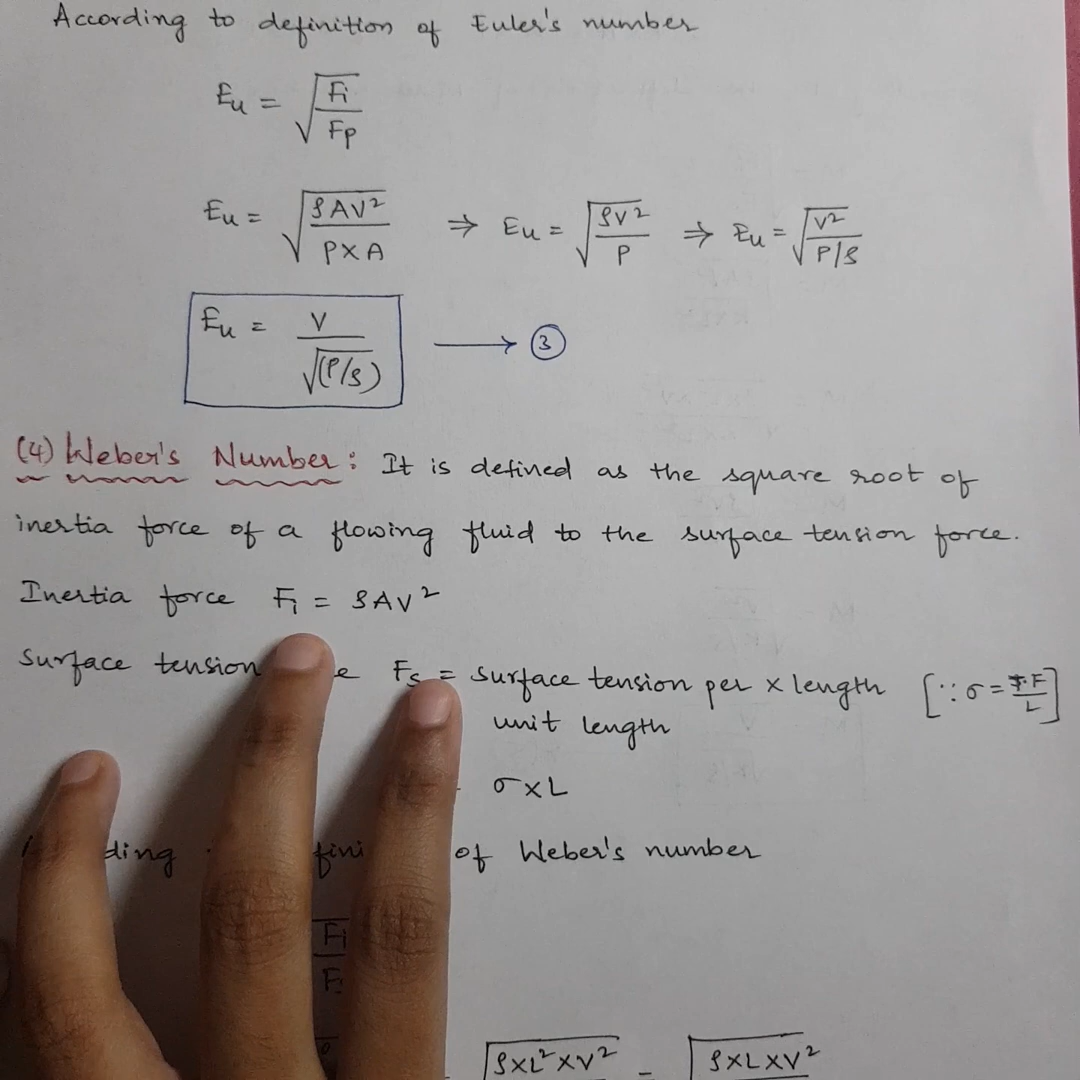 According to definition of Euler's number
Eu = √(Fi / Fp)
Eu = √(ρAV² / P×A) ⇒ Eu = √(ρV² / P) ⇒ Eu = √(V² / P/ρ)
Eu = V / √(P/ρ) → ③
(4) Weber's Number: It is defined as the square root of
inertia force of a flowing fluid to the surface tension force.
Inertia force Fi = ρAV²
Surface tension Fs = surface tension per × length [∵ σ = F / L]
unit length
σ×L
of Weber's number
Fi
√ρ×L²×V² = √ρ×L×V²